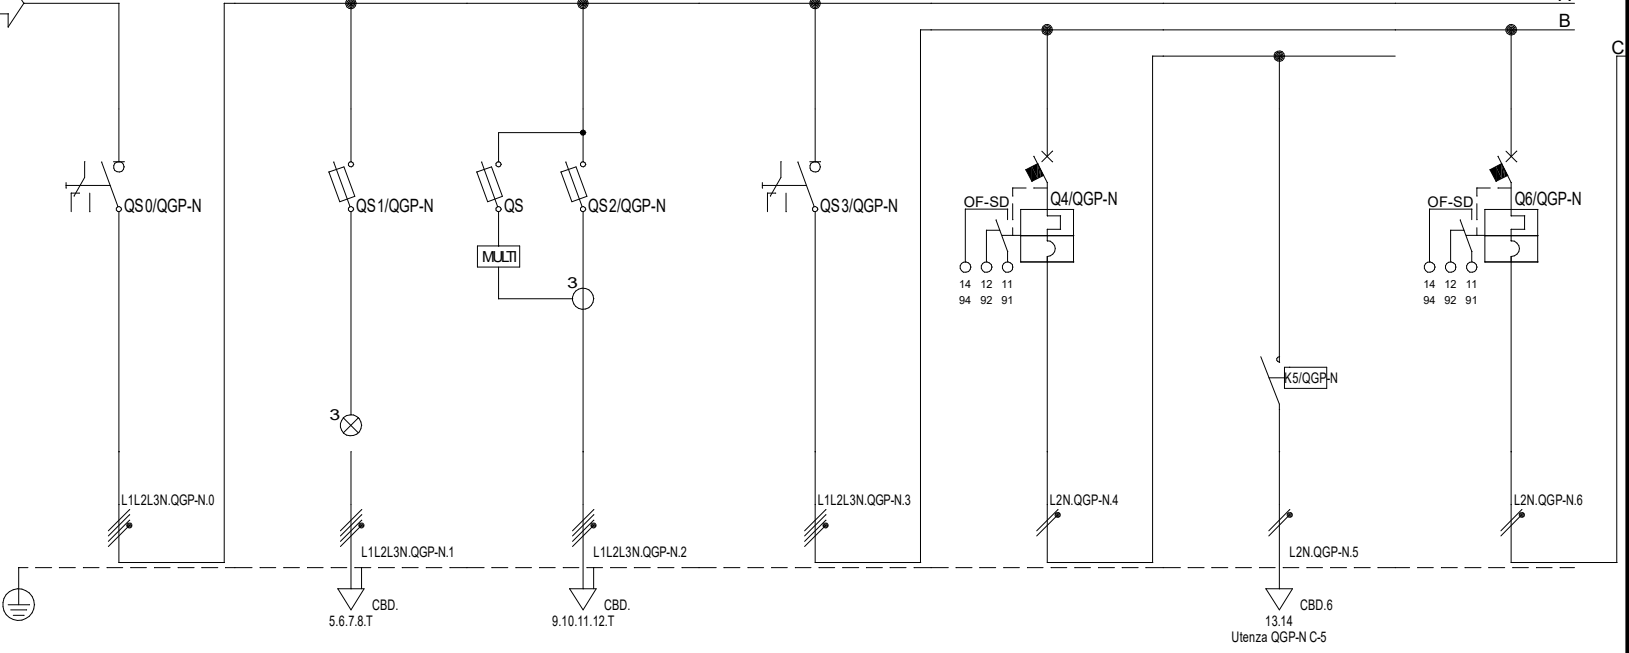 B
C
QS0/QGP-N
QS1/QGP-N
QS
QS2/QGP-N
QS3/QGP-N
OF-SD
Q4/QGP-N
OF-SD
Q6/QGP-N
MULTI
14 12 11
94 92 91
14 12 11
94 92 91
3
K5/QGP-N
3
L1L2L3N.QGP-N.0
L1L2L3N.QGP-N.3
L2N.QGP-N.4
L2N.QGP-N.6
L1L2L3N.QGP-N.1
L1L2L3N.QGP-N.2
L2N.QGP-N.5
CBD.
5.6.7.8.T
CBD.
9.10.11.12.T
CBD.6
13.14
Utenza QGP-N C-5